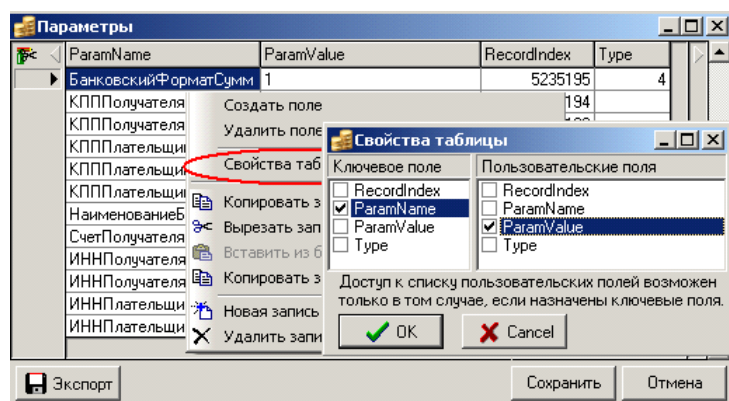 Параметры
ParamName ParamValue RecordIndex Type
БанковскийФорматСумм 1 5235195 4
КПППолучателя Создать поле 194
КПППолучателя Удалить поле
КППплательщи Свойства таблицы
КППплательщи Свойства таб Ключевое поле Пользовательские поля
КППплательщи RecordIndex RecordIndex
Копировать з ParamName ParamName
НаименованиеБ Вырезать зап ParamValue ParamValue
СчетПолучателя Вставить из б Type Type
ИННПолучателя Копировать з Доступ к списку пользовательских полей возможен
ИННПолучателя только в том случае, если назначены ключевые поля.
ИННПлательщи Новая запись OK Cancel
ИННПлательщи Удалить запи
Экспорт Сохранить Отмена